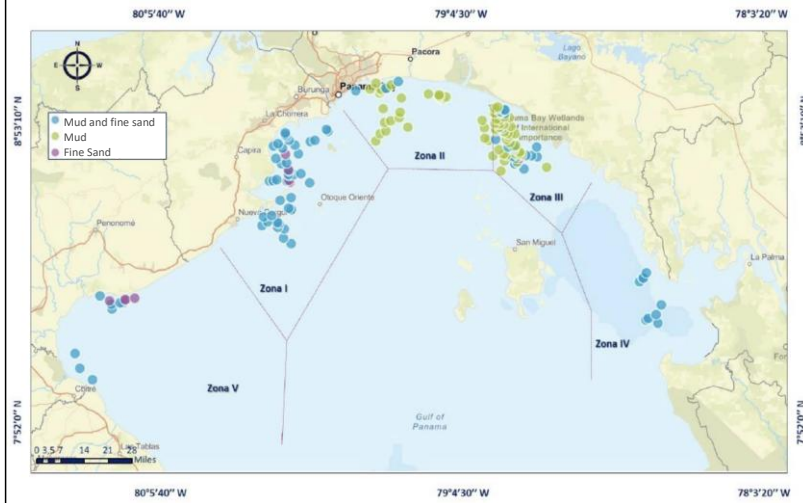 80°5'40" W
79°4'30" W
78°3'20" W
N
E
W
S
Pacora
Lago
Bayano
Burunga
Panamá
La Chorrera
8°53'10" N
Mud and fine sand
Mud
Fine Sand
Bay Wetlands
International
Importance
Capira
Zona II
Zona III
Otoque Oriente
Nuevo
Penonomé
San Miguel
La Palma
Zona I
Zona IV
Zona V
Chitré
Gulf of
Panama
7°52'0" N
7°52'0" N
Las Tablas
0 3.5 7 14 21 28
Miles
80°5'40" W
79°4'30" W
78°3'20" W